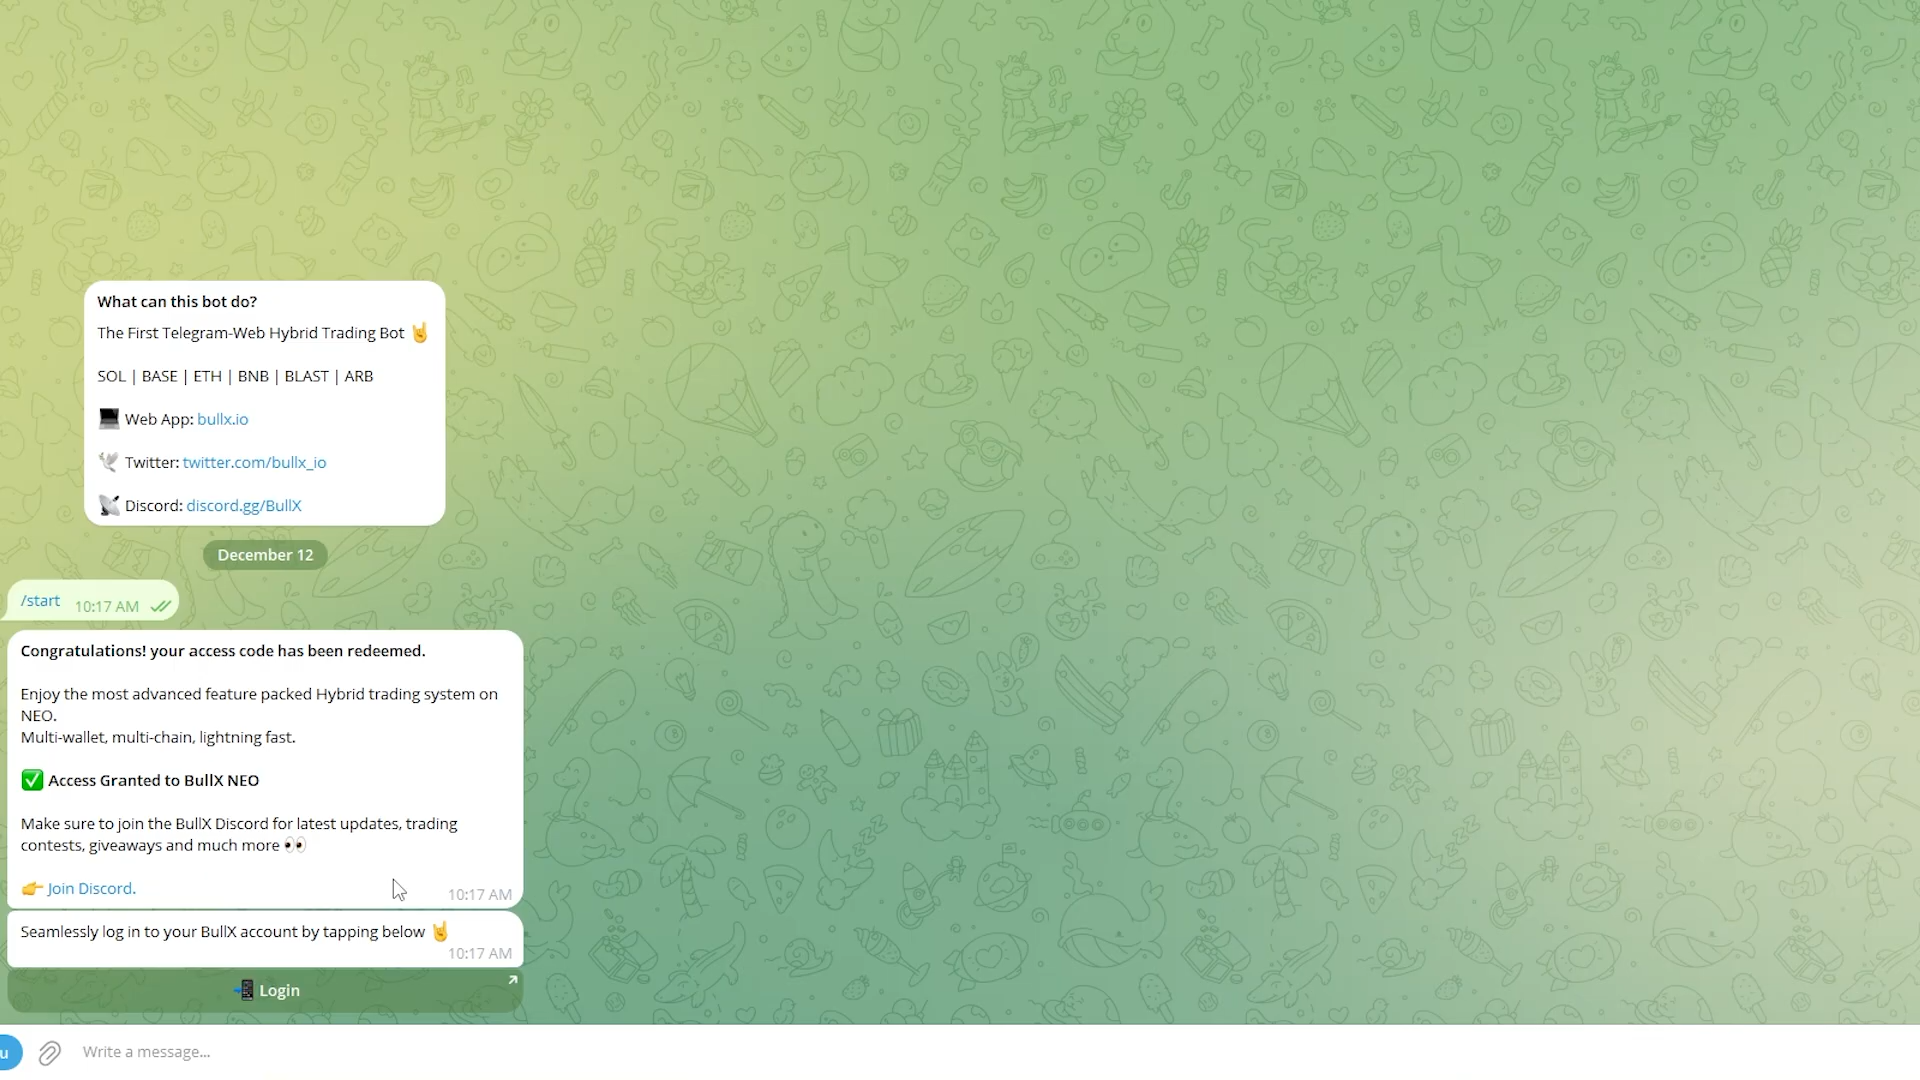 What can this bot do?
The First Telegram-Web Hybrid Trading Bot 🤘
SOL | BASE | ETH | BNB | BLAST | ARB
💻 Web App: bullx.io
🕊 Twitter: twitter.com/bullx_io
📡 Discord: discord.gg/BullX
December 12
/start 10:17 AM
Congratulations! your access code has been redeemed.
Enjoy the most advanced feature packed Hybrid trading system on
NEO.
Multi-wallet, multi-chain, lightning fast.
✅ Access Granted to BullX NEO
Make sure to join the BullX Discord for latest updates, trading
contests, giveaways and much more 👀
👉 Join Discord.
10:17 AM
Seamlessly log in to your BullX account by tapping below 🤘
10:17 AM
📲 Login
u
Write a message...